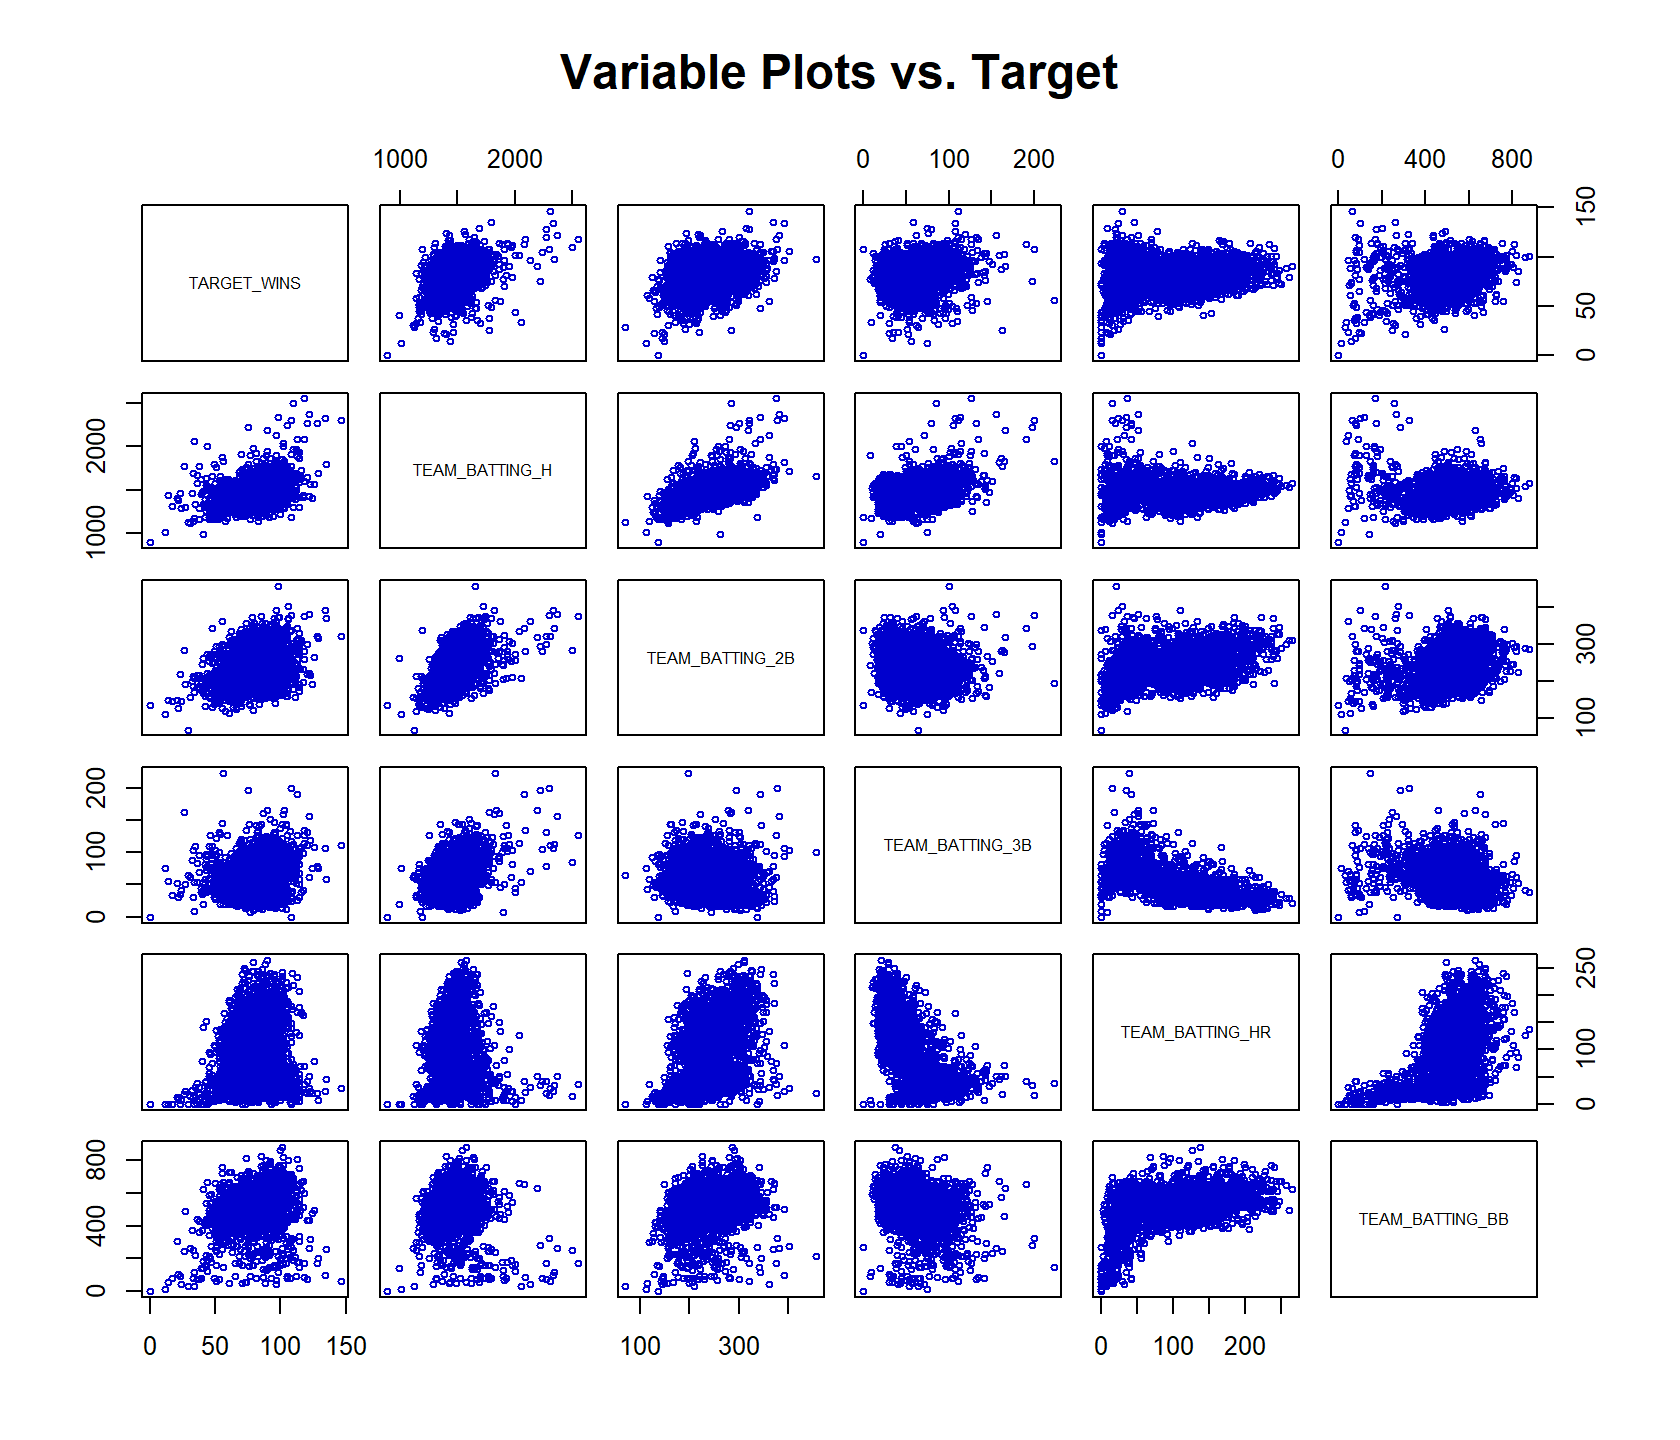 Variable Plots vs. Target
1000 2000
0 100 200
0 400 800
TARGET_WINS
0 50 150
1000 2000
TEAM_BATTING_H
TEAM_BATTING_2B
100 300
0 100 200
TEAM_BATTING_3B
TEAM_BATTING_HR
0 100 250
0 400 800
TEAM_BATTING_BB
0 50 100 150
100 300
0 100 200